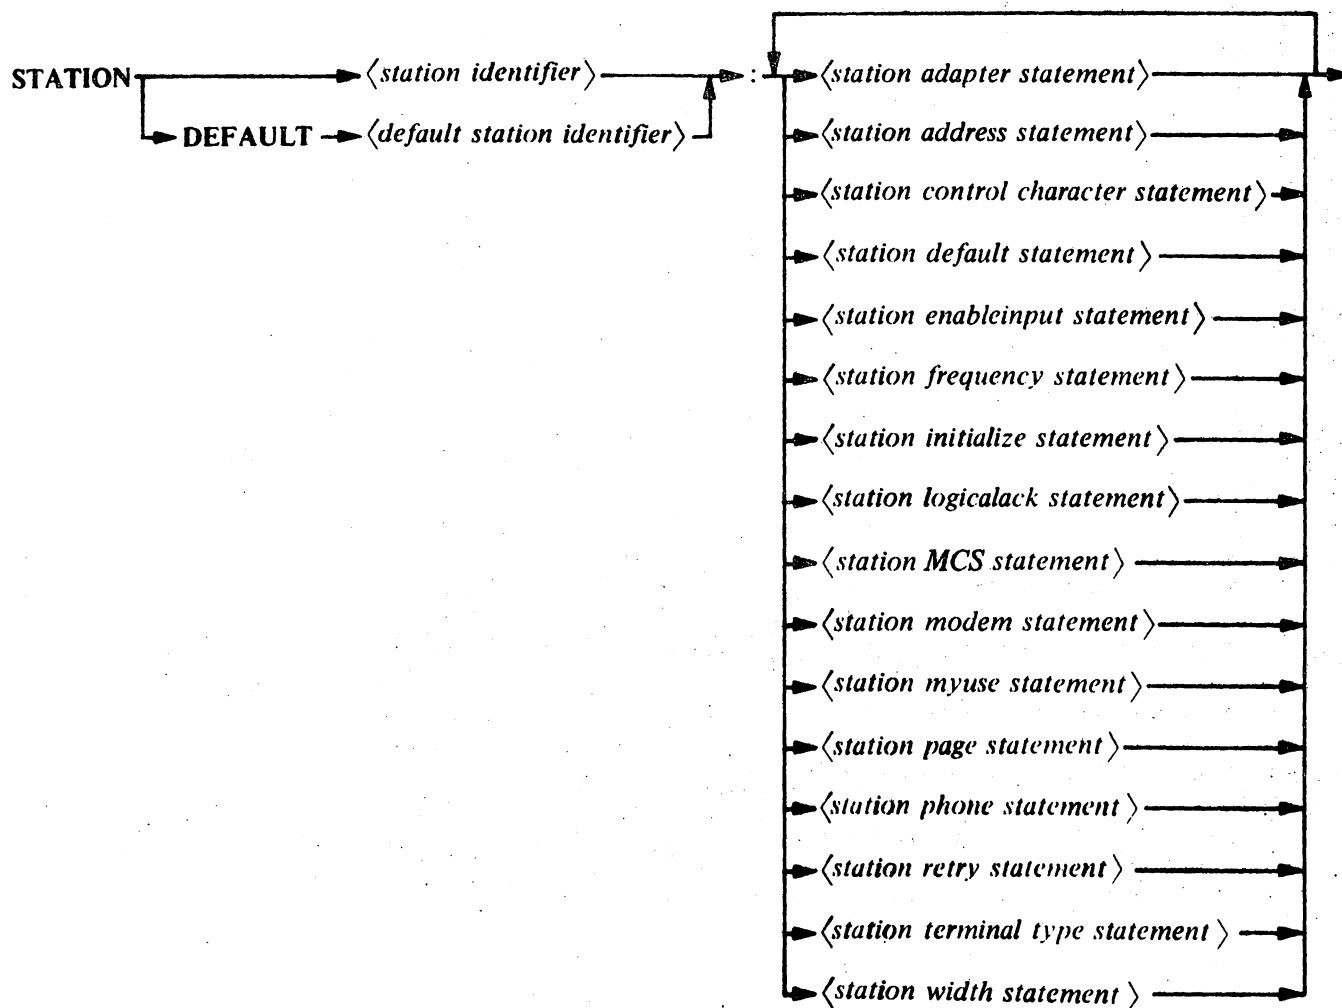 STATION ⟨station identifier⟩ : ⟨station adapter statement⟩
DEFAULT ⟨default station identifier⟩ ⟨station address statement⟩
⟨station control character statement⟩
⟨station default statement⟩
⟨station enableinput statement⟩
⟨station frequency statement⟩
⟨station initialize statement⟩
⟨station logicalack statement⟩
⟨station MCS statement⟩
⟨station modem statement⟩
⟨station myuse statement⟩
⟨station page statement⟩
⟨station phone statement⟩
⟨station retry statement⟩
⟨station terminal type statement⟩
⟨station width statement⟩